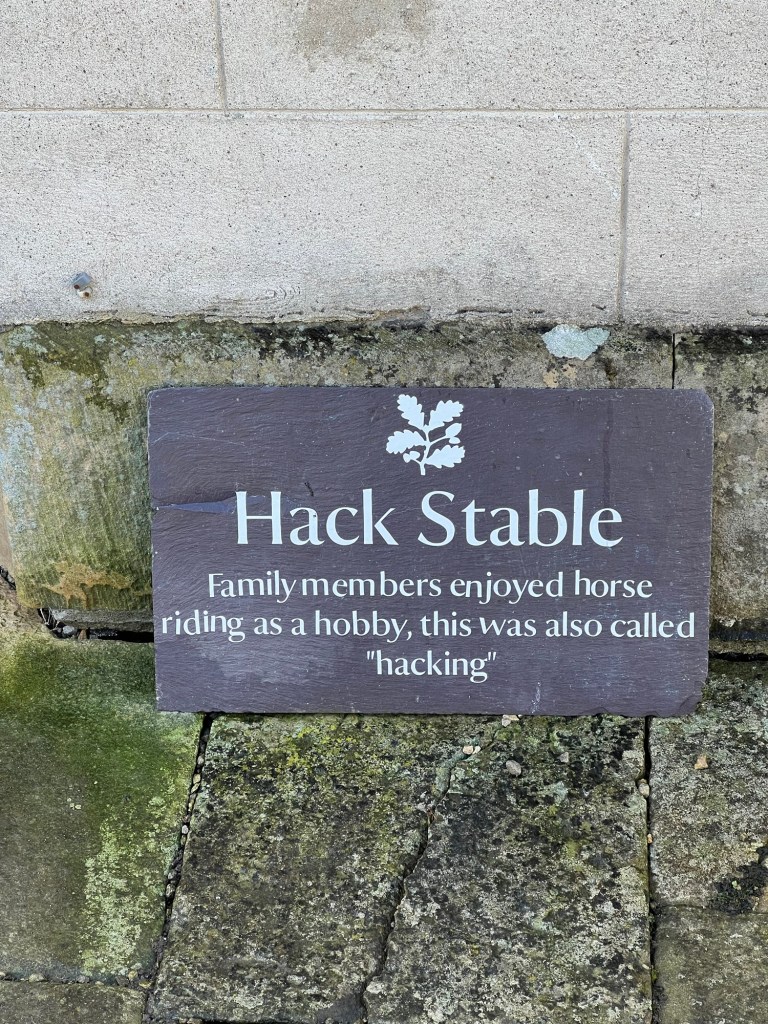 Hack Stable
Family members enjoyed horse
riding as a hobby, this was also called
"hacking"